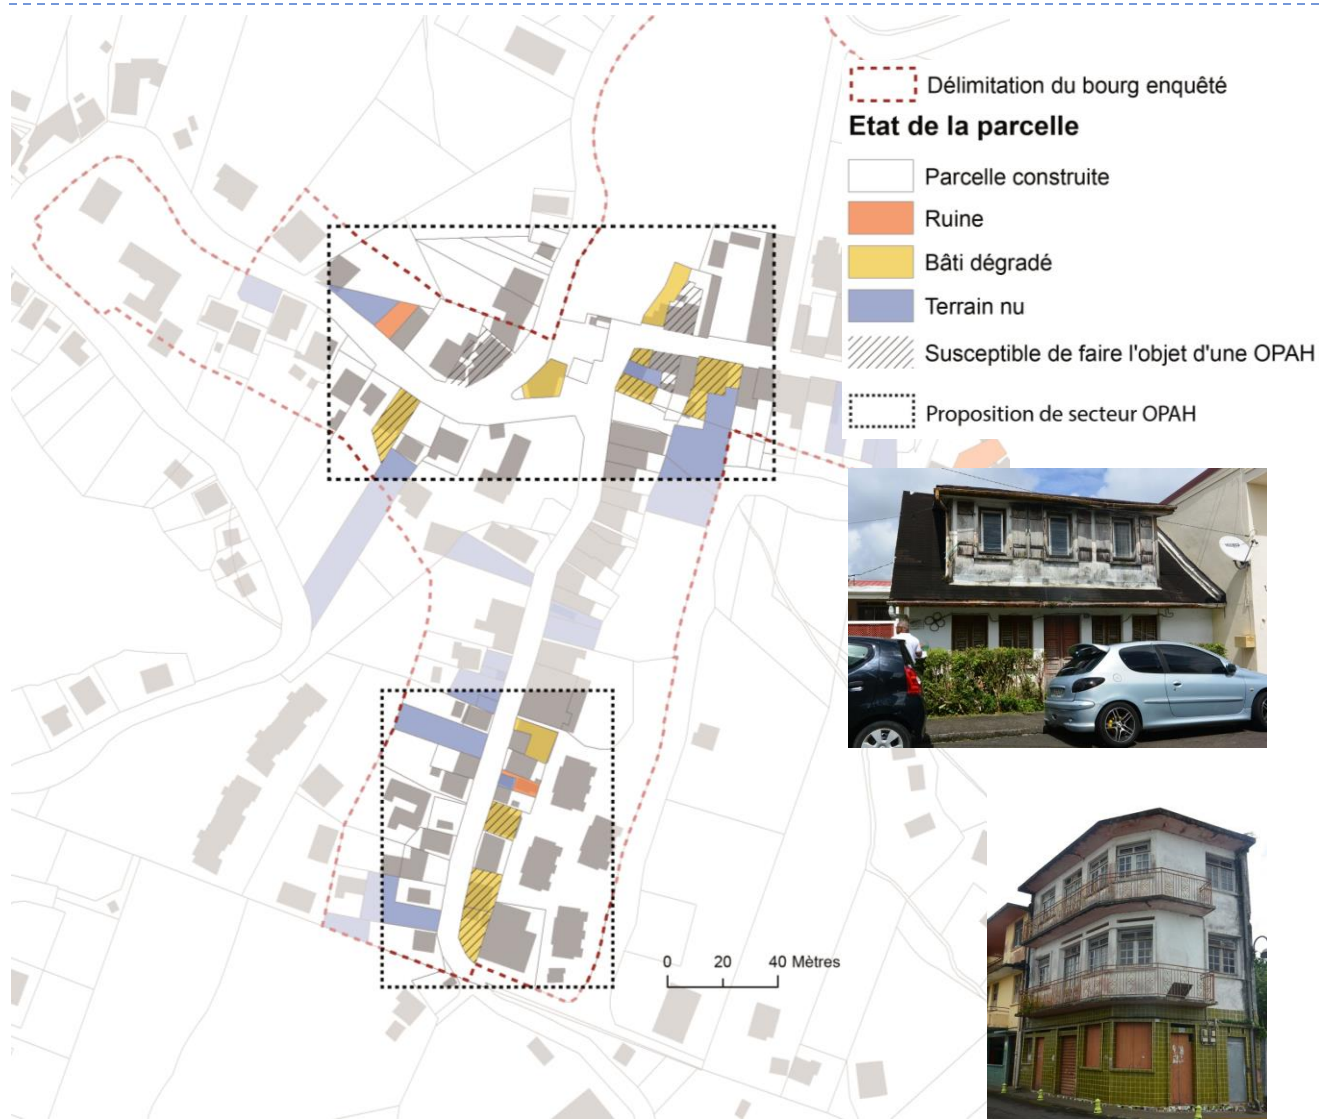 Délimitation du bourg enquêté
Etat de la parcelle
Parcelle construite
Ruine
Bâti dégradé
Terrain nu
Susceptible de faire l'objet d'une OPAH
Proposition de secteur OPAH
0 20 40 Mètres